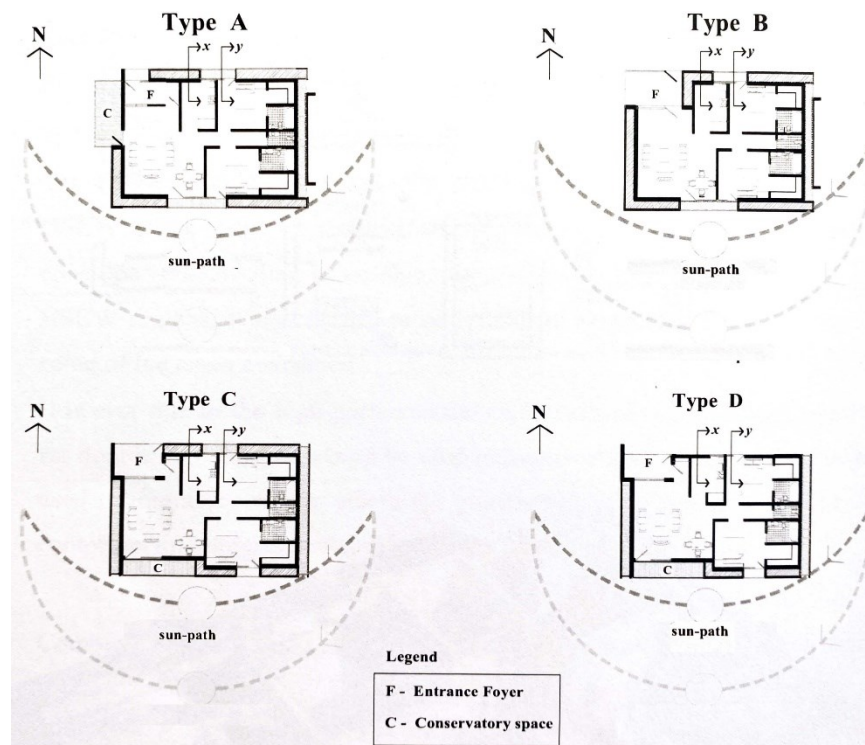 Type A
N
x
y
F
C
sun-path
Type B
N
x
y
F
sun-path
Type C
N
x
y
F
C
sun-path
Type D
N
x
y
F
C
sun-path
Legend
F - Entrance Foyer
C - Conservatory space